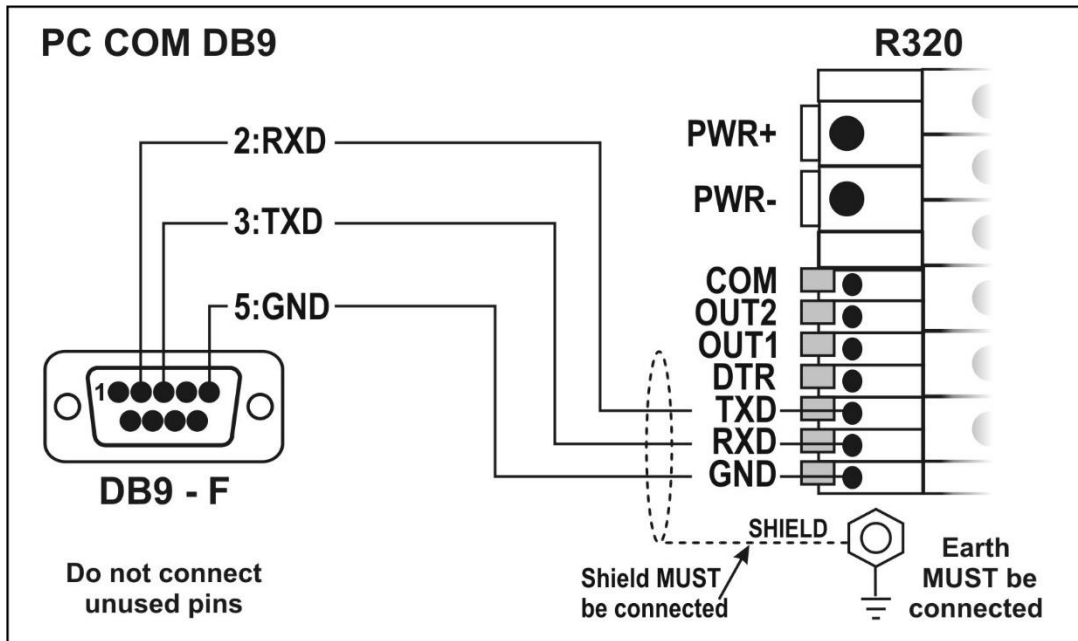 PC COM DB9
R320
2:RXD
3:TXD
5:GND
1
DB9 - F
Do not connect
unused pins
PWR+
PWR-
COM
OUT2
OUT1
DTR
TXD
RXD
GND
SHIELD
Shield MUST
be connected
Earth
MUST be
connected